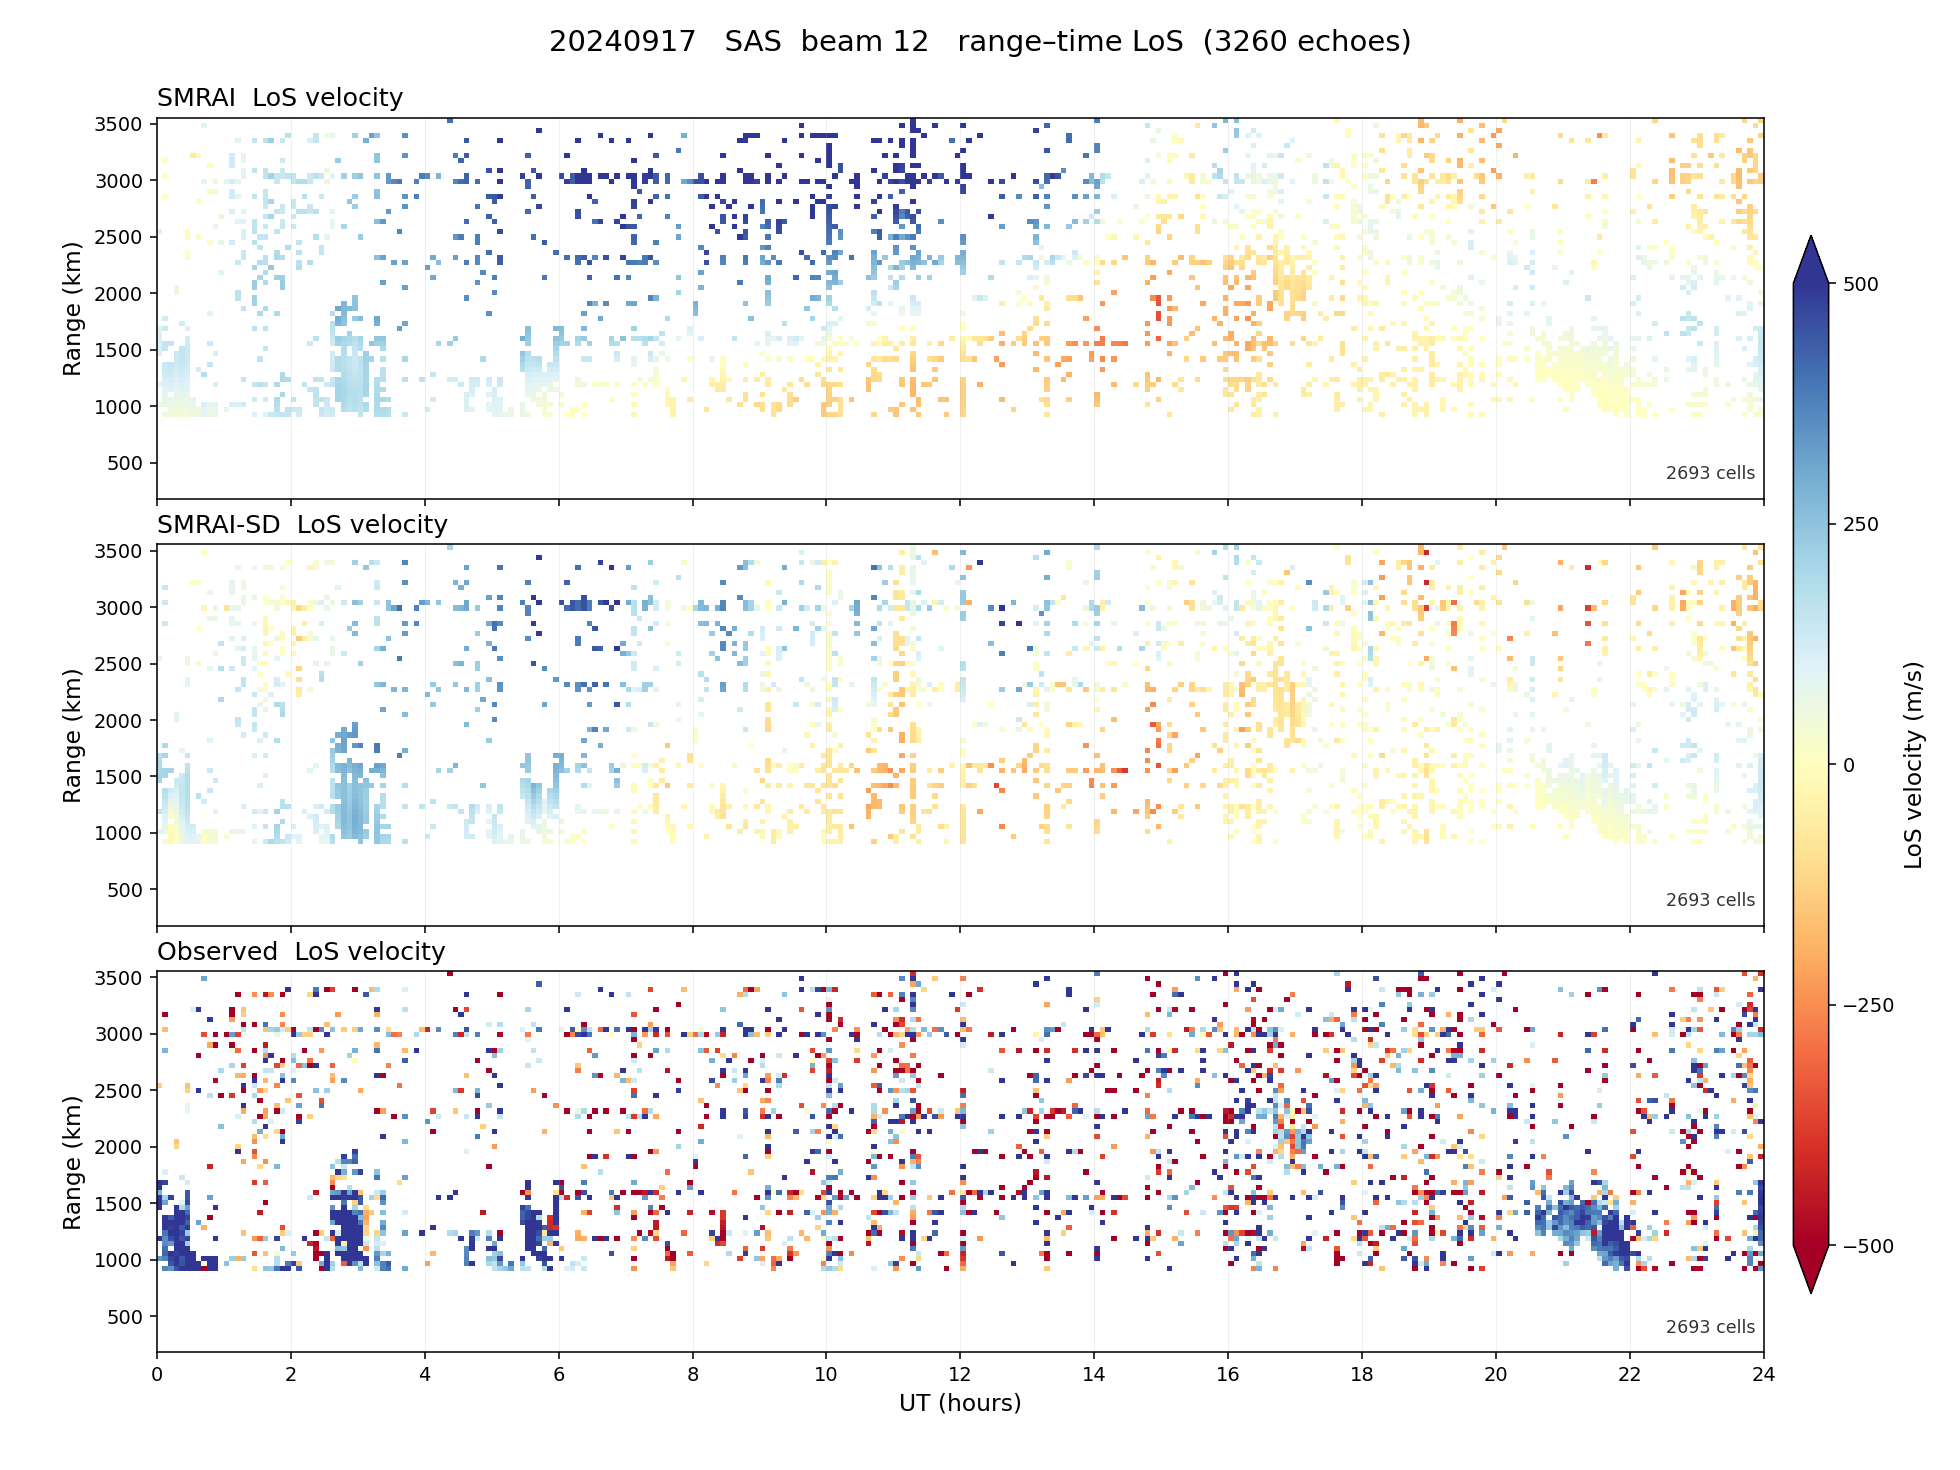 20240917 SAS beam 12 range–time LoS (3260 echoes)
SMRAI LoS velocity
3500
3000
2500
2000
1500
1000
500
Range (km)
2693 cells
SMRAI-SD LoS velocity
3500
3000
2500
2000
1500
1000
500
Range (km)
2693 cells
Observed LoS velocity
3500
3000
2500
2000
1500
1000
500
Range (km)
2693 cells
0 2 4 6 8 10 12 14 16 18 20 22 24
UT (hours)
500
250
0
−250
−500
LoS velocity (m/s)